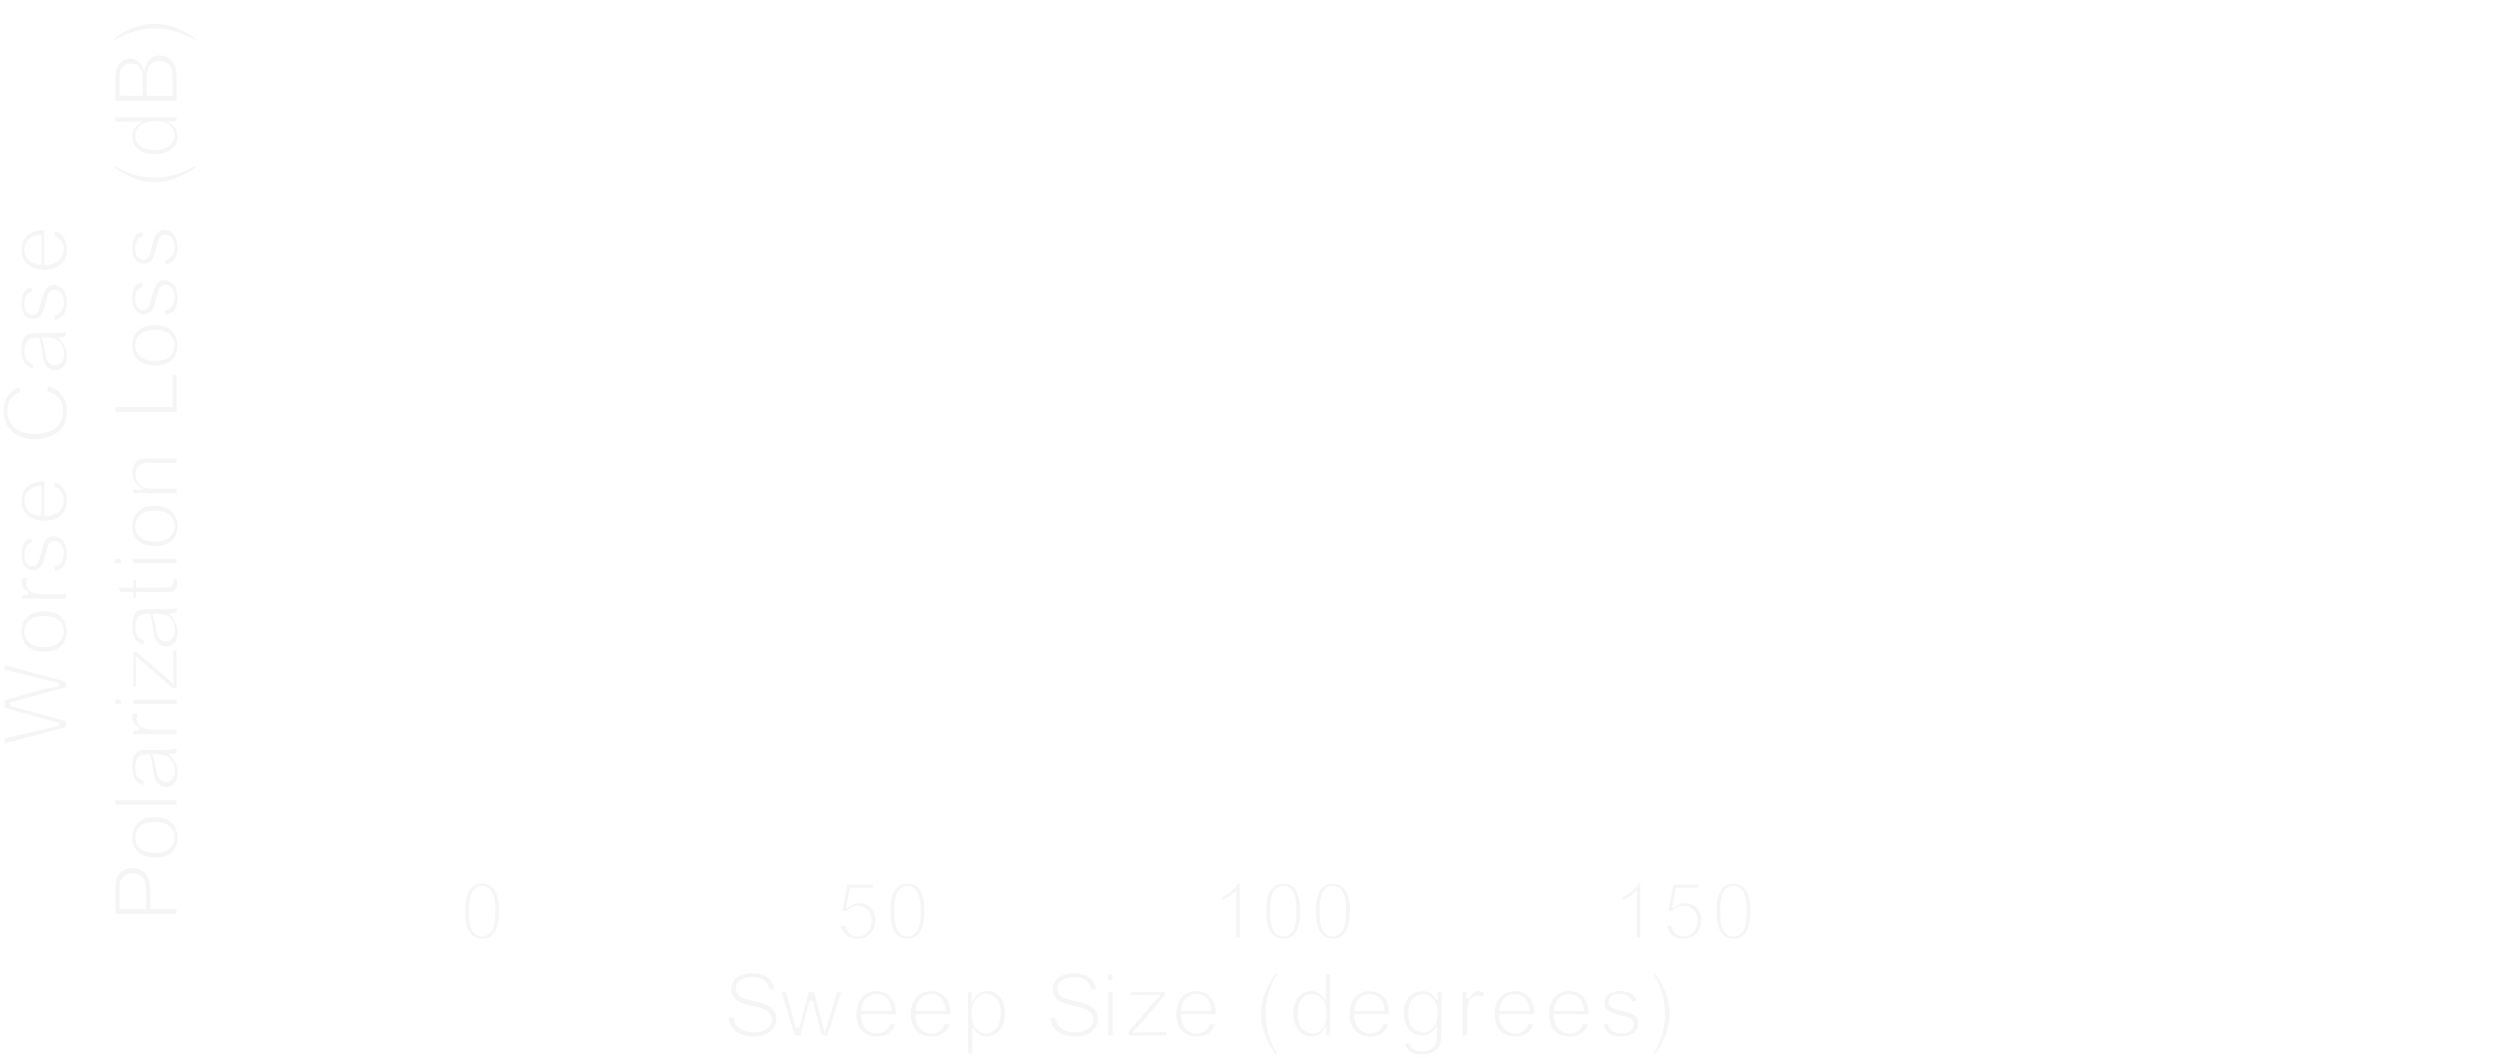 Worse Case
Polarization Loss (dB)
0 50 100 150
Sweep Size (degrees)